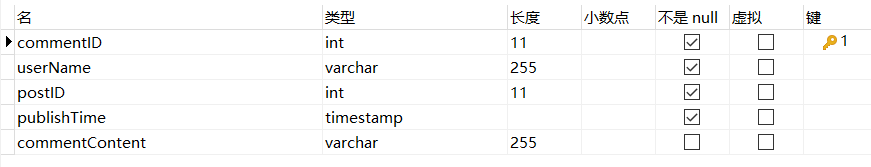 名 类型 长度 小数点 不是 null 虚拟 键
commentID int 11 1
userName varchar 255
postID int 11
publishTime timestamp
commentContent varchar 255